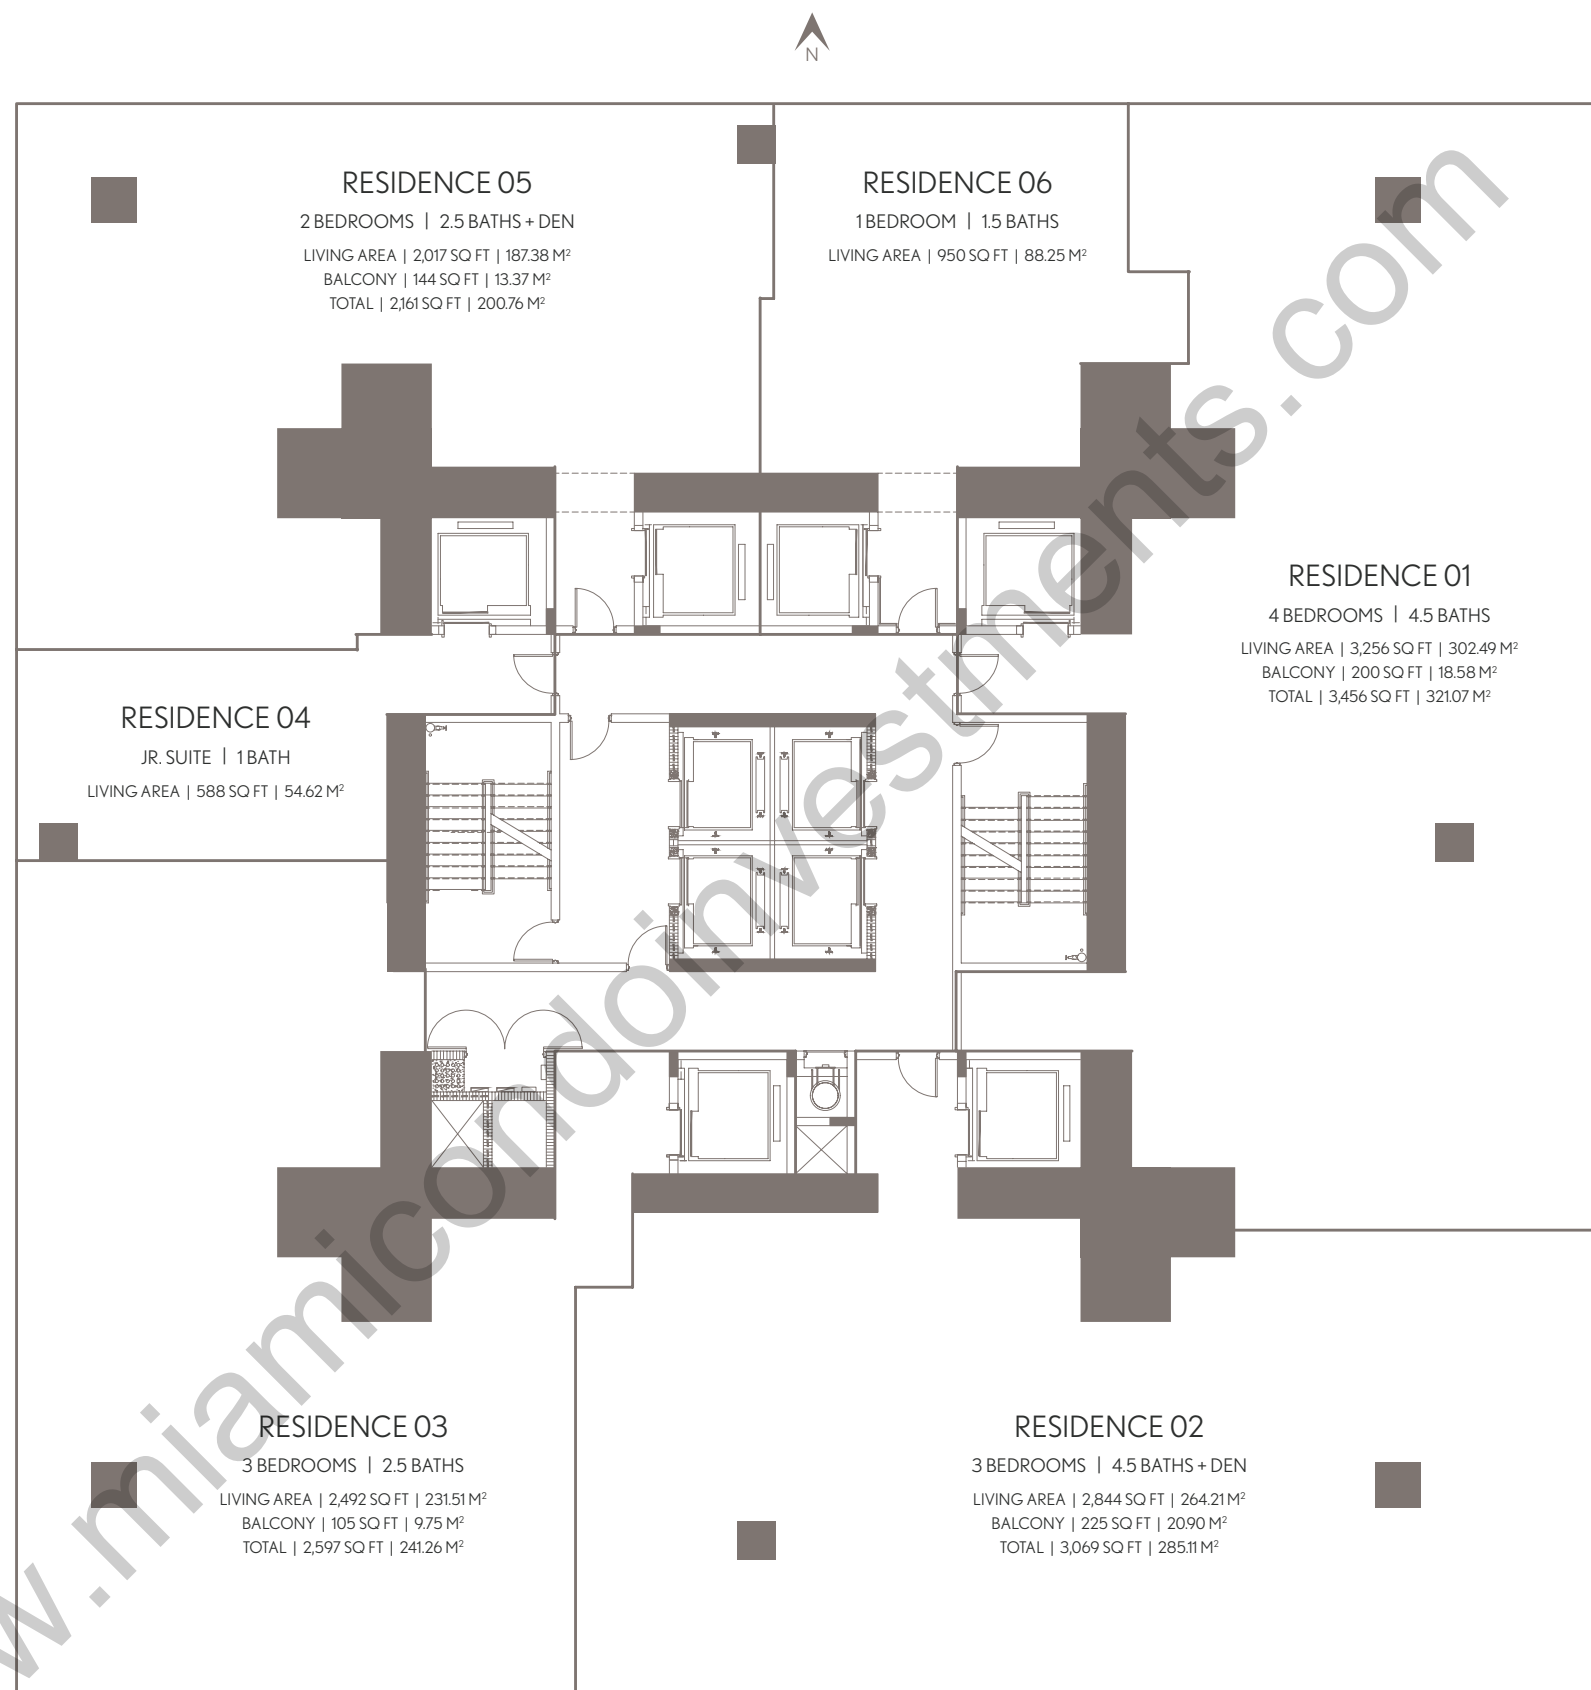 N
RESIDENCE 05
2 BEDROOMS | 2.5 BATHS + DEN
LIVING AREA | 2,017 SQ FT | 187.38 M²
BALCONY | 144 SQ FT | 13.37 M²
TOTAL | 2,161 SQ FT | 200.76 M²
RESIDENCE 06
1 BEDROOM | 1.5 BATHS
LIVING AREA | 950 SQ FT | 88.25 M²
RESIDENCE 01
4 BEDROOMS | 4.5 BATHS
LIVING AREA | 3,256 SQ FT | 302.49 M²
BALCONY | 200 SQ FT | 18.58 M²
TOTAL | 3,456 SQ FT | 321.07 M²
RESIDENCE 04
JR. SUITE | 1 BATH
LIVING AREA | 588 SQ FT | 54.62 M²
RESIDENCE 03
3 BEDROOMS | 2.5 BATHS
LIVING AREA | 2,492 SQ FT | 231.51 M²
BALCONY | 105 SQ FT | 9.75 M²
TOTAL | 2,597 SQ FT | 241.26 M²
RESIDENCE 02
3 BEDROOMS | 4.5 BATHS + DEN
LIVING AREA | 2,844 SQ FT | 264.21 M²
BALCONY | 225 SQ FT | 20.90 M²
TOTAL | 3,069 SQ FT | 285.11 M²
w.miamicondoinvestments.com